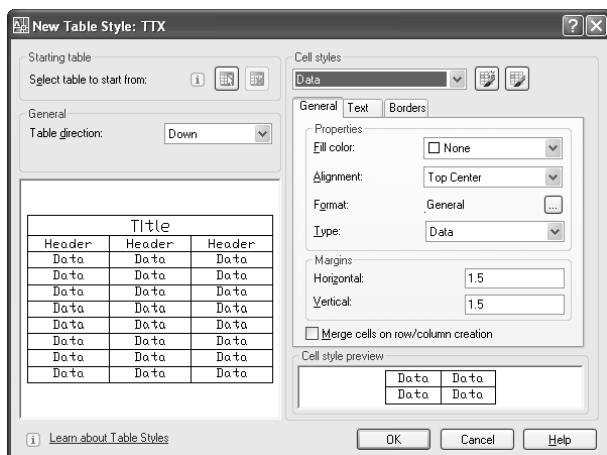 New Table Style: TTX
Starting table
Select table to start from:
General
Table direction: Down
TItle
Header Header Header
Data Data Data
Data Data Data
Data Data Data
Data Data Data
Data Data Data
Data Data Data
Data Data Data
Data Data Data
Learn about Table Styles
Cell styles
Data
General Text Borders
Properties
Fill color: None
Alignment: Top Center
Format: General ...
Type: Data
Margins
Horizontal: 1.5
Vertical: 1.5
Merge cells on row/column creation
Cell style preview
Data Data
Data Data
OK Cancel Help